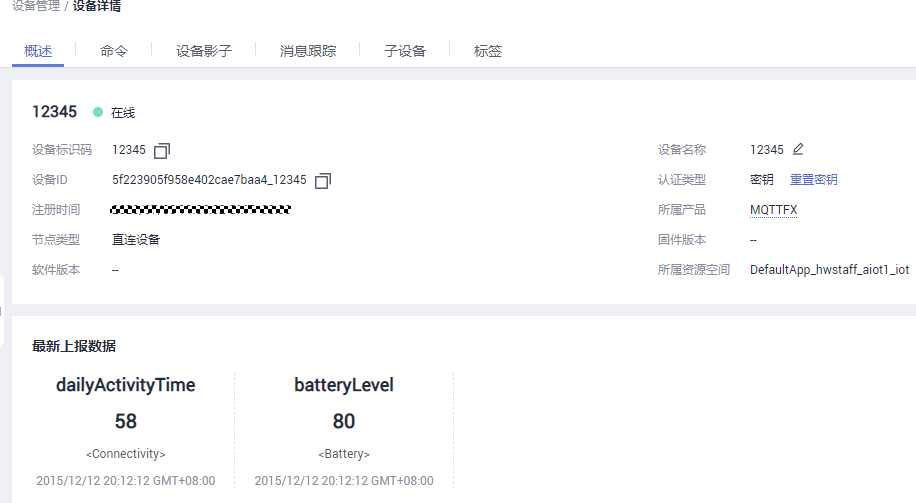 设备管理 / 设备详情
概述 命令 设备影子 消息跟踪 子设备 标签
12345 在线
设备标识码 12345 设备名称 12345
设备ID 5f223905f958e402cae7baa4_12345 认证类型 密钥 重置密钥
注册时间 所属产品 MQTTFX
节点类型 直连设备 固件版本 --
软件版本 -- 所属资源空间 DefaultApp_hwstaff_aiot1_iot
最新上报数据
dailyActivityTime batteryLevel
58 80
<Connectivity> <Battery>
2015/12/12 20:12:12 GMT+08:00 2015/12/12 20:12:12 GMT+08:00